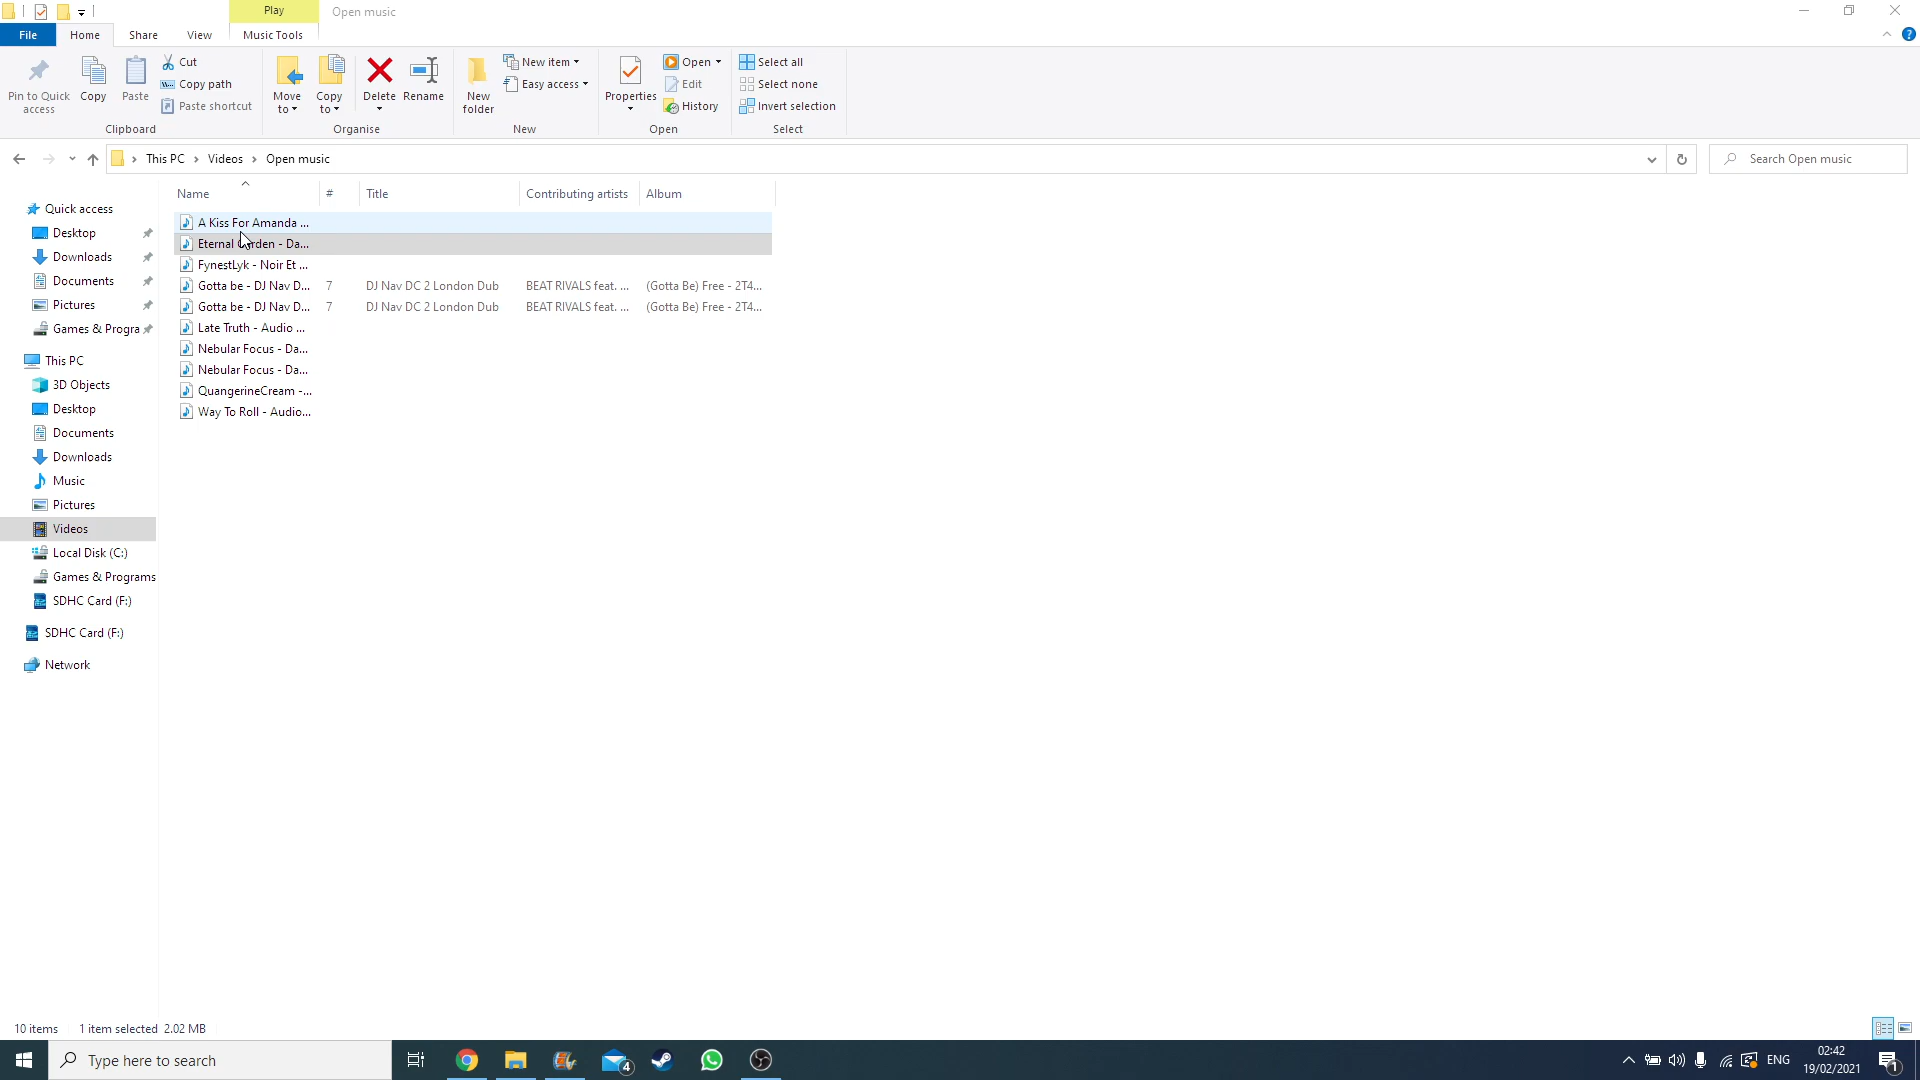 Play
Open music
File
Home
Share
View
Music Tools
Pin to Quick access
Copy
Paste
Cut
Copy path
Paste shortcut
Clipboard
Move to
Copy to
Delete
Rename
Organise
New folder
New item
Easy access
New
Properties
Open
Edit
History
Open
Select all
Select none
Invert selection
Select
This PC
Videos
Open music
Search Open music
Name
#
Title
Contributing artists
Album
Quick access
Desktop
Downloads
Documents
Pictures
Games & Progra
This PC
3D Objects
Desktop
Documents
Downloads
Music
Pictures
Videos
Local Disk (C:)
Games & Programs
SDHC Card (F:)
SDHC Card (F:)
Network
A Kiss For Amanda ...
Eternal Garden - Da...
FynestLyk - Noir Et ...
Gotta be - DJ Nav D... 7 DJ Nav DC 2 London Dub BEAT RIVALS feat. ... (Gotta Be) Free - 2T4...
Gotta be - DJ Nav D... 7 DJ Nav DC 2 London Dub BEAT RIVALS feat. ... (Gotta Be) Free - 2T4...
Late Truth - Audio ...
Nebular Focus - Da...
Nebular Focus - Da...
QuangerineCream -...
Way To Roll - Audio...
10 items
1 item selected 2.02 MB
Type here to search
4
ENG
02:42
19/02/2021
1